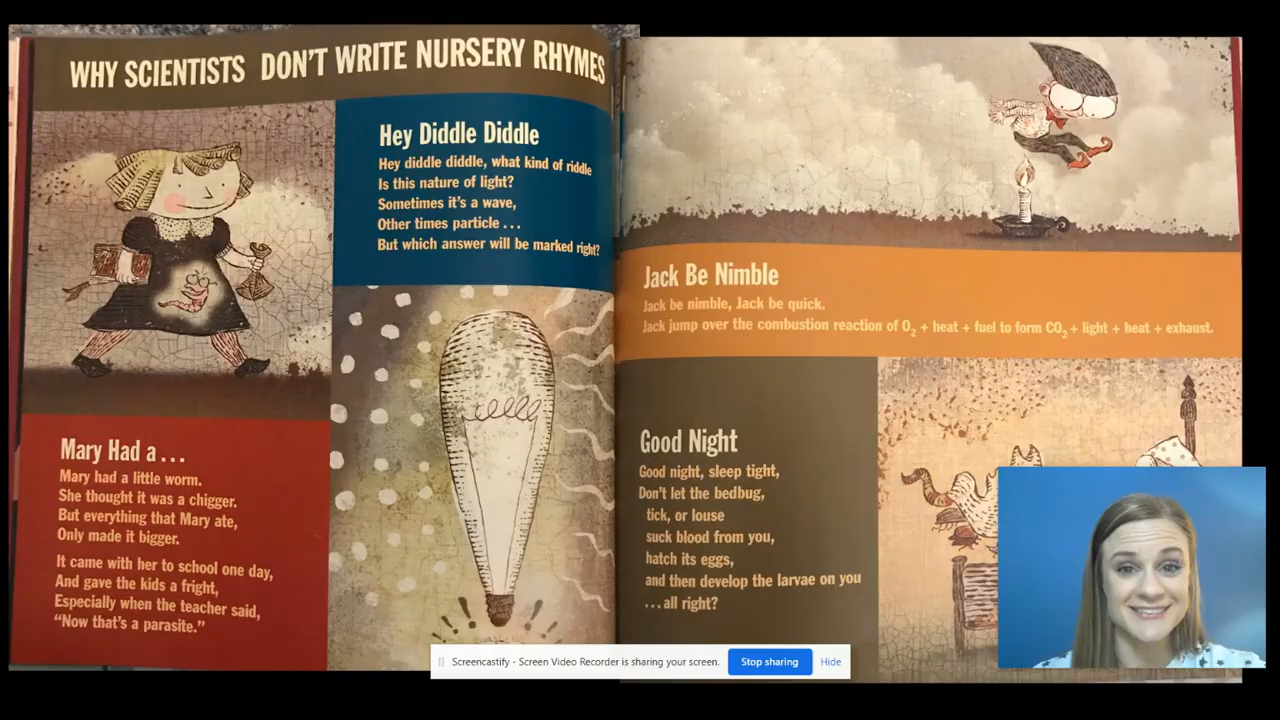 WHY SCIENTISTS DON'T WRITE NURSERY RHYMES
Hey Diddle Diddle
Hey diddle diddle, what kind of riddle
Is this nature of light?
Sometimes it's a wave,
Other times particle . . .
But which answer will be marked right?
Mary Had a . . .
Mary had a little worm.
She thought it was a chigger.
But everything that Mary ate,
Only made it bigger.
It came with her to school one day,
And gave the kids a fright,
Especially when the teacher said,
"Now that's a parasite."
Jack Be Nimble
Jack be nimble, Jack be quick.
Jack jump over the combustion reaction of O₂ + heat + fuel to form CO₂ + light + heat + exhaust.
Good Night
Good night, sleep tight,
Don't let the bedbug,
tick, or louse
suck blood from you,
hatch its eggs,
and then develop the larvae on you
. . . all right?
Screencastify - Screen Video Recorder is sharing your screen.
Stop sharing
Hide